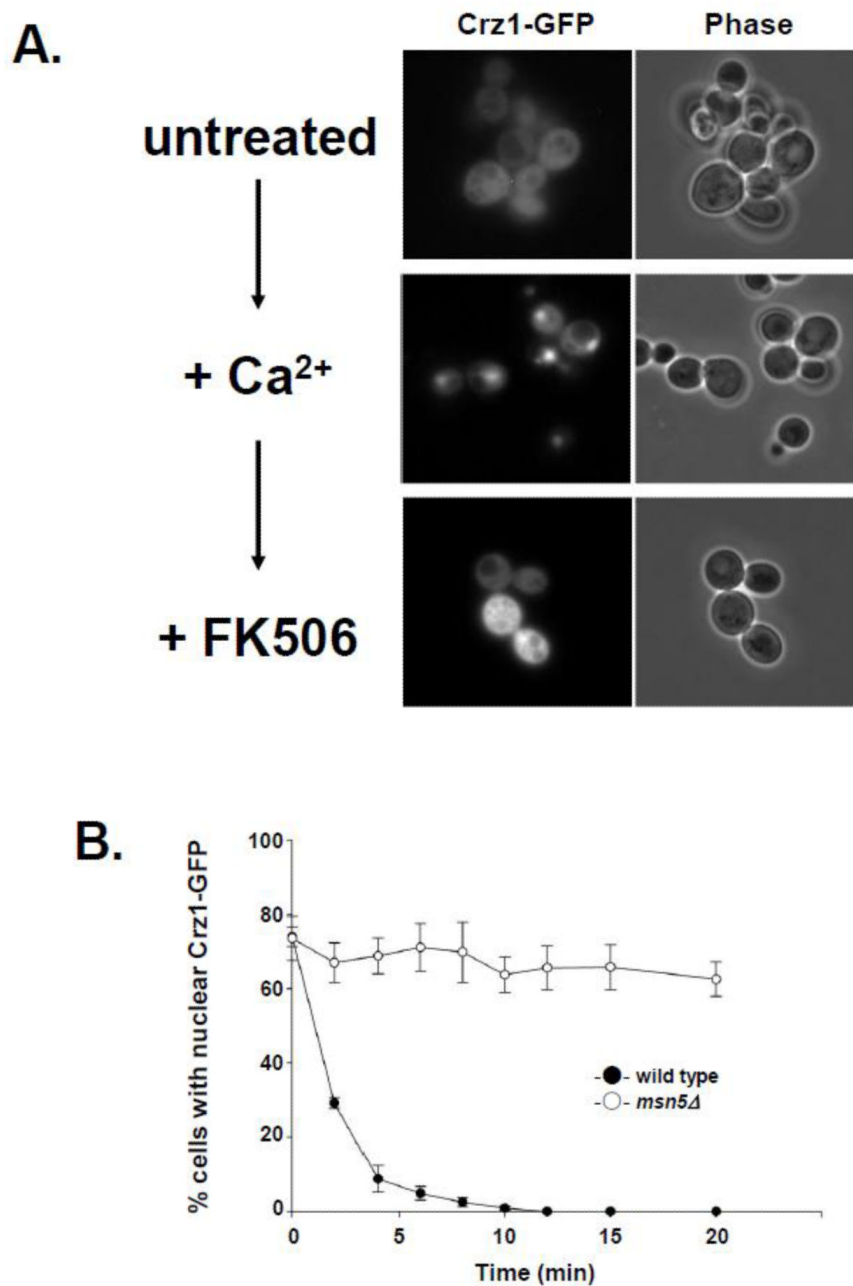 A.
Crz1-GFP Phase
untreated
+ Ca²⁺
+ FK506
B.
% cells with nuclear Crz1-GFP
100
80
60
40
20
0
-●- wild type
-○- msn5Δ
0 5 10 15 20
Time (min)